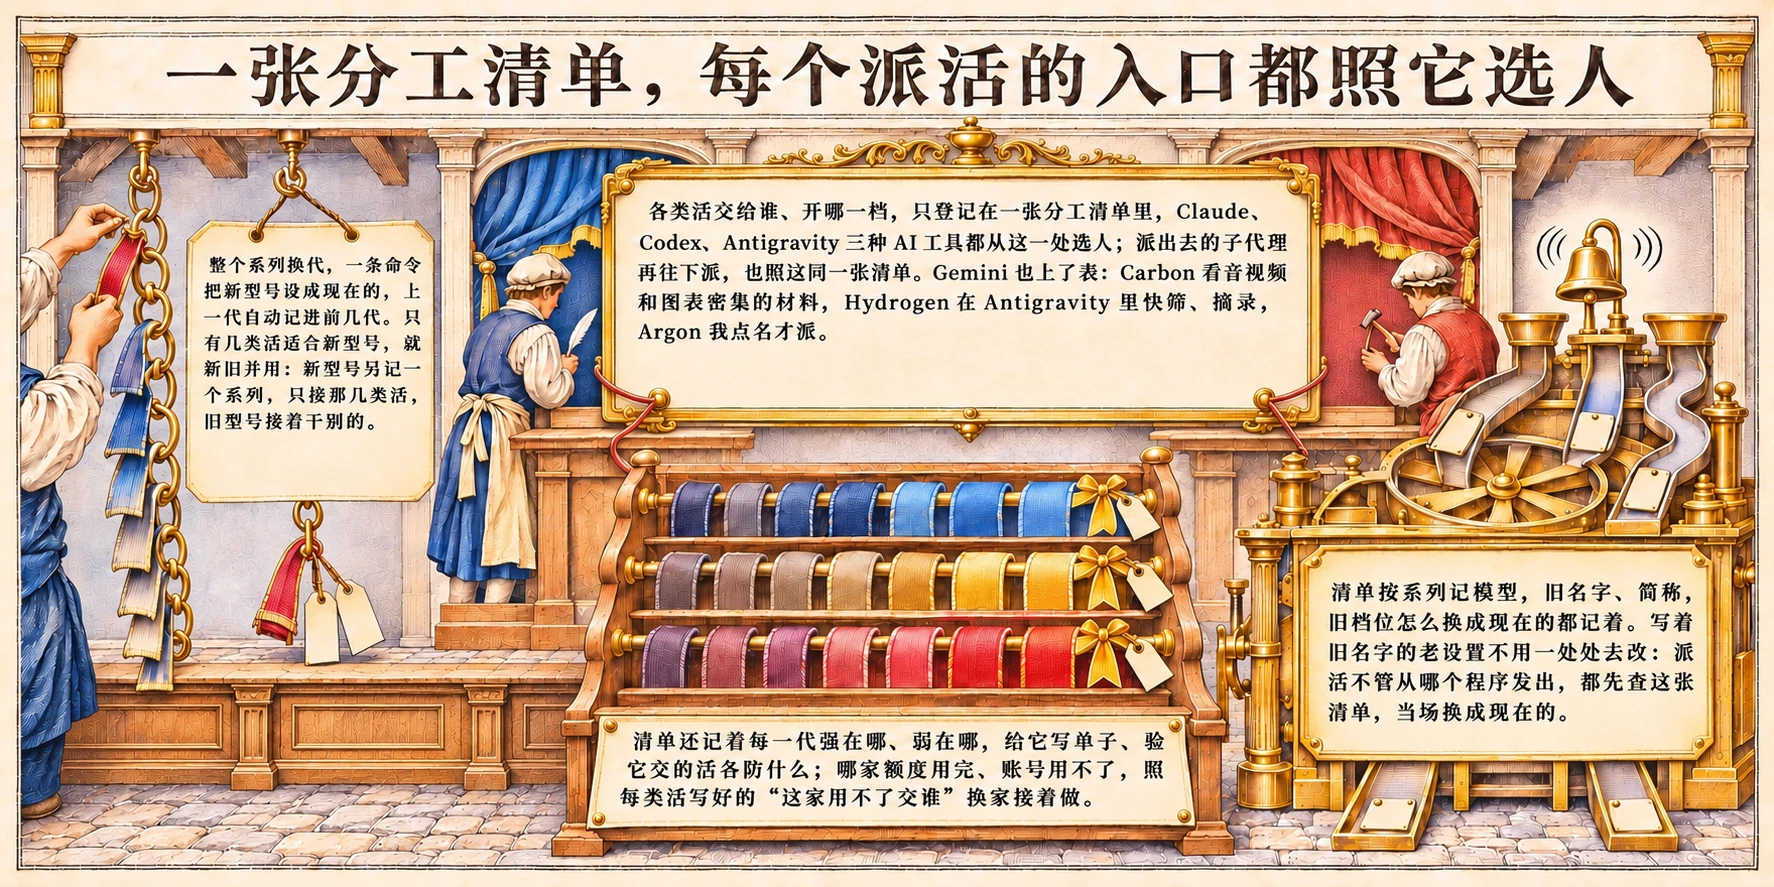 一张分工清单，每个派活的入口都照它选人
各类活交给谁、开哪一档，只登记在一张分工清单里，Claude、
Codex、Antigravity 三种 AI 工具都从这一处选人；派出去的子代理
再往下派，也照这同一张清单。Gemini 也上了表：Carbon 看音视频
和图表密集的材料，Hydrogen 在 Antigravity 里快筛、摘录，
Argon 我点名才派。
整个系列换代，一条命令
把新型号设成现在的，上
一代自动记进前几代。只
有几类活适合新型号，就
新旧并用：新型号另记一
个系列，只接那几类活，
旧型号接着干别的。
清单按系列记模型，旧名字、简称，
旧档位怎么换成现在的都记着。写着
旧名字的老设置不用一处处去改：派
活不管从哪个程序发出，都先查这张
清单，当场换成现在的。
清单还记着每一代强在哪、弱在哪，给它写单子、验
它交的活各防什么；哪家额度用完、账号用不了，照
每类活写好的“这家用不了交谁”换家接着做。